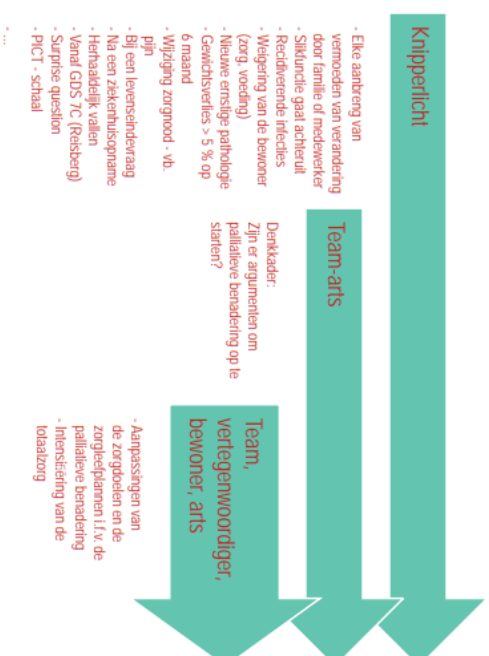 Knipperlicht
- Elke aanbreng van
vermoeden van verandering
door familie of medewerker
- Slikfunctie gaat achteruit
- Recidiverende infecties
- Weigering van de bewoner
(zorg, voeding)
- Nieuwe ernstige pathologie
- Gewichtsverlies > 5 % op
6 maand
- Wijziging zorgnood - vb.
pijn
- Bij een levenseindevraag
- Na een ziekenhuisopname
- Herhaaldelijk vallen
- Vanaf GDS 7C (Reisberg)
- Surprise question
- PICT - schaal
- ...
Team-arts
Denkkader:
Zijn er argumenten om
palliatieve benadering op te
starten?
Team,
vertegenwoordiger,
bewoner, arts
- Aanpassingen van
de zorgdoelen en de
zorgleefplannen i.f.v. de
palliatieve benadering
- Intensiëring van de
totaalzorg